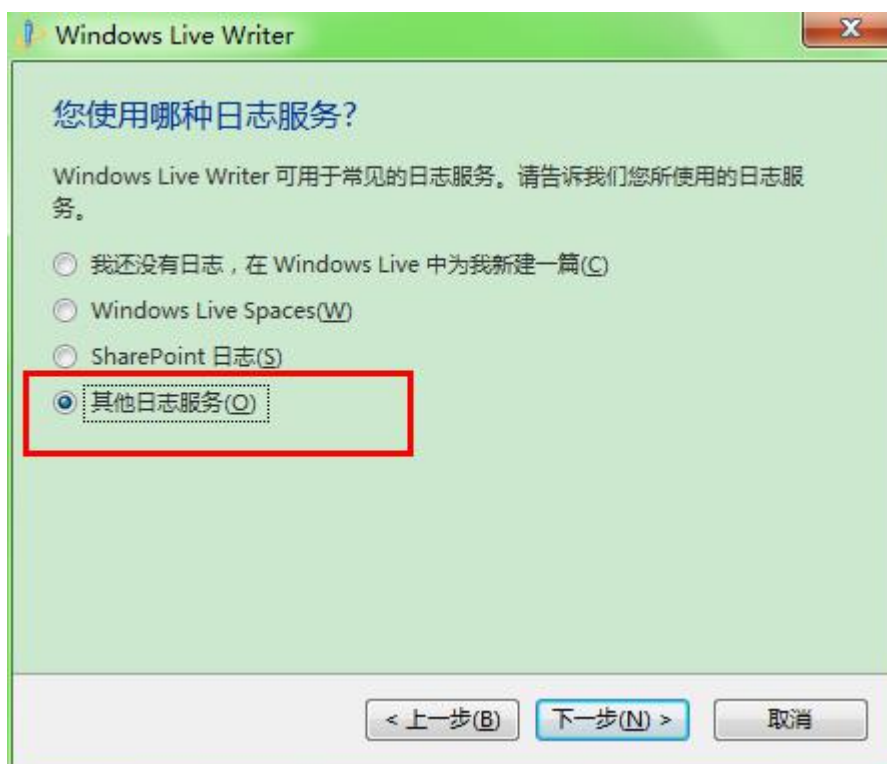 Windows Live Writer
您使用哪种日志服务?
Windows Live Writer 可用于常见的日志服务。请告诉我们您所使用的日志服
务。
我还没有日志，在 Windows Live 中为我新建一篇(C)
Windows Live Spaces(W)
SharePoint 日志(S)
其他日志服务(O)
< 上一步(B) 下一步(N) > 取消